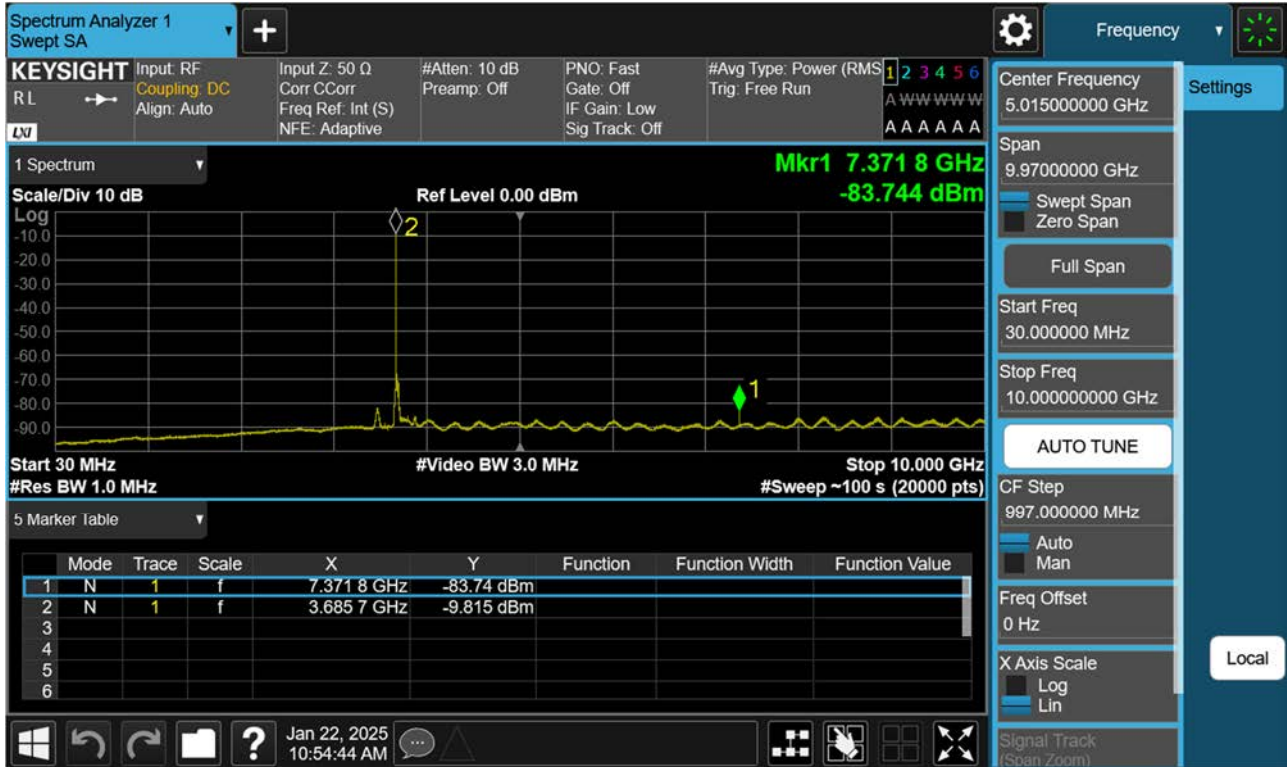 Spectrum Analyzer 1
Swept SA
+
Frequency
KEYSIGHT
RL
LXI
Input: RF
Coupling: DC
Align: Auto
Input Z: 50 Ω
Corr CCorr
Freq Ref: Int (S)
NFE: Adaptive
#Atten: 10 dB
Preamp: Off
PNO: Fast
Gate: Off
IF Gain: Low
Sig Track: Off
#Avg Type: Power (RMS
Trig: Free Run
1 2 3 4 5 6
A W W W W W
A A A A A A
1 Spectrum
Mkr1 7.371 8 GHz
-83.744 dBm
Scale/Div 10 dB
Ref Level 0.00 dBm
Log
-10.0
-20.0
-30.0
-40.0
-50.0
-60.0
-70.0
-80.0
-90.0
2
1
Start 30 MHz
#Video BW 3.0 MHz
Stop 10.000 GHz
#Res BW 1.0 MHz
#Sweep ~100 s (20000 pts)
5 Marker Table
Mode Trace Scale X Y Function Function Width Function Value
1 N 1 f 7.371 8 GHz -83.74 dBm
2 N 1 f 3.685 7 GHz -9.815 dBm
3
4
5
6
?
Jan 22, 2025
10:54:44 AM
Center Frequency
5.015000000 GHz
Settings
Span
9.97000000 GHz
Swept Span
Zero Span
Full Span
Start Freq
30.000000 MHz
Stop Freq
10.000000000 GHz
AUTO TUNE
CF Step
997.000000 MHz
Auto
Man
Freq Offset
0 Hz
X Axis Scale
Log
Lin
Local
Signal Track
(Span Zoom)